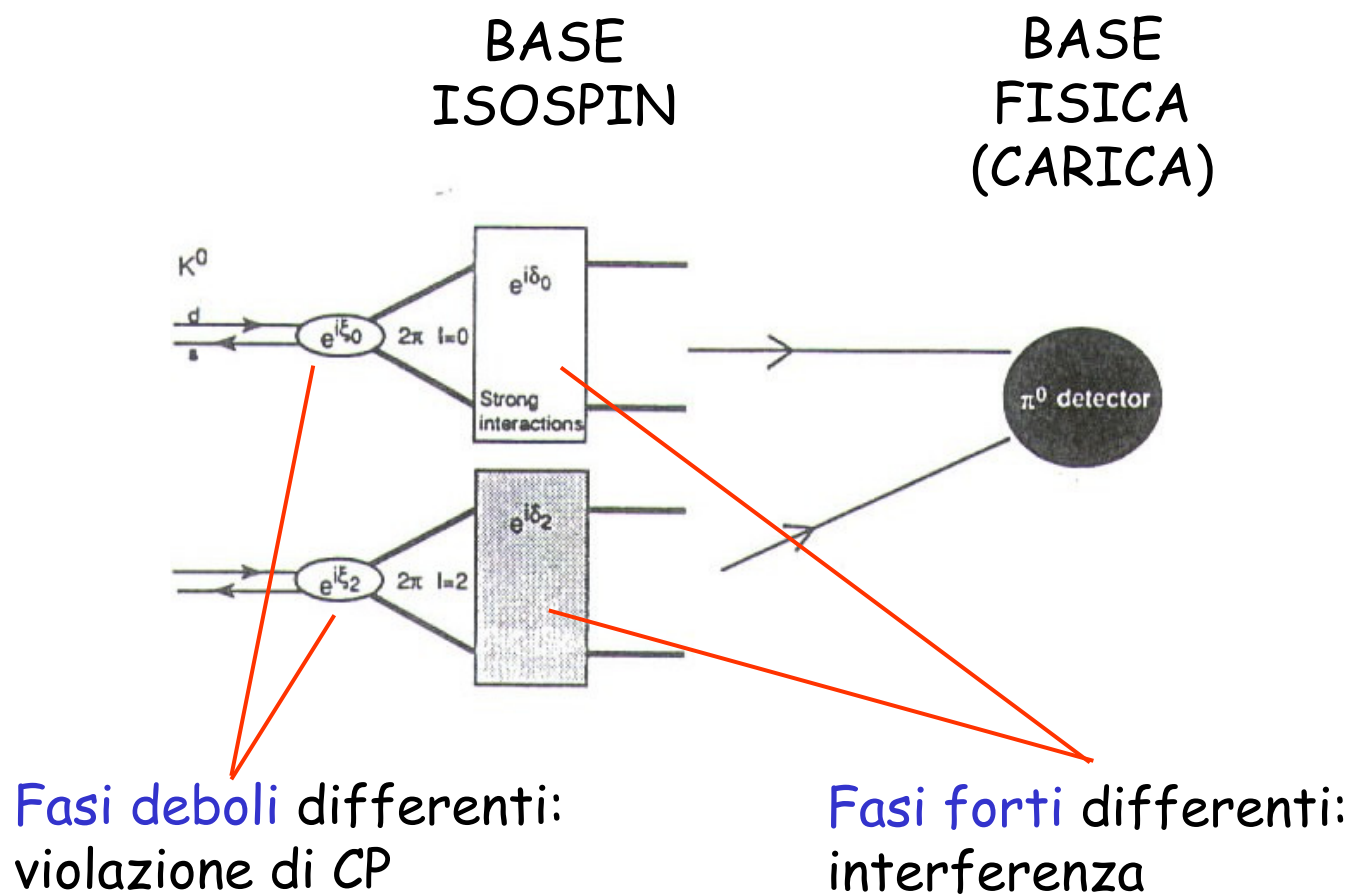 BASE
ISOSPIN
BASE
FISICA
(CARICA)
K⁰
d
s
e^{iξ₀}
2π I=0
e^{iδ₀}
Strong
interactions
π⁰ detector
e^{iξ₂}
2π I=2
e^{iδ₂}
Fasi deboli differenti:
violazione di CP
Fasi forti differenti:
interferenza